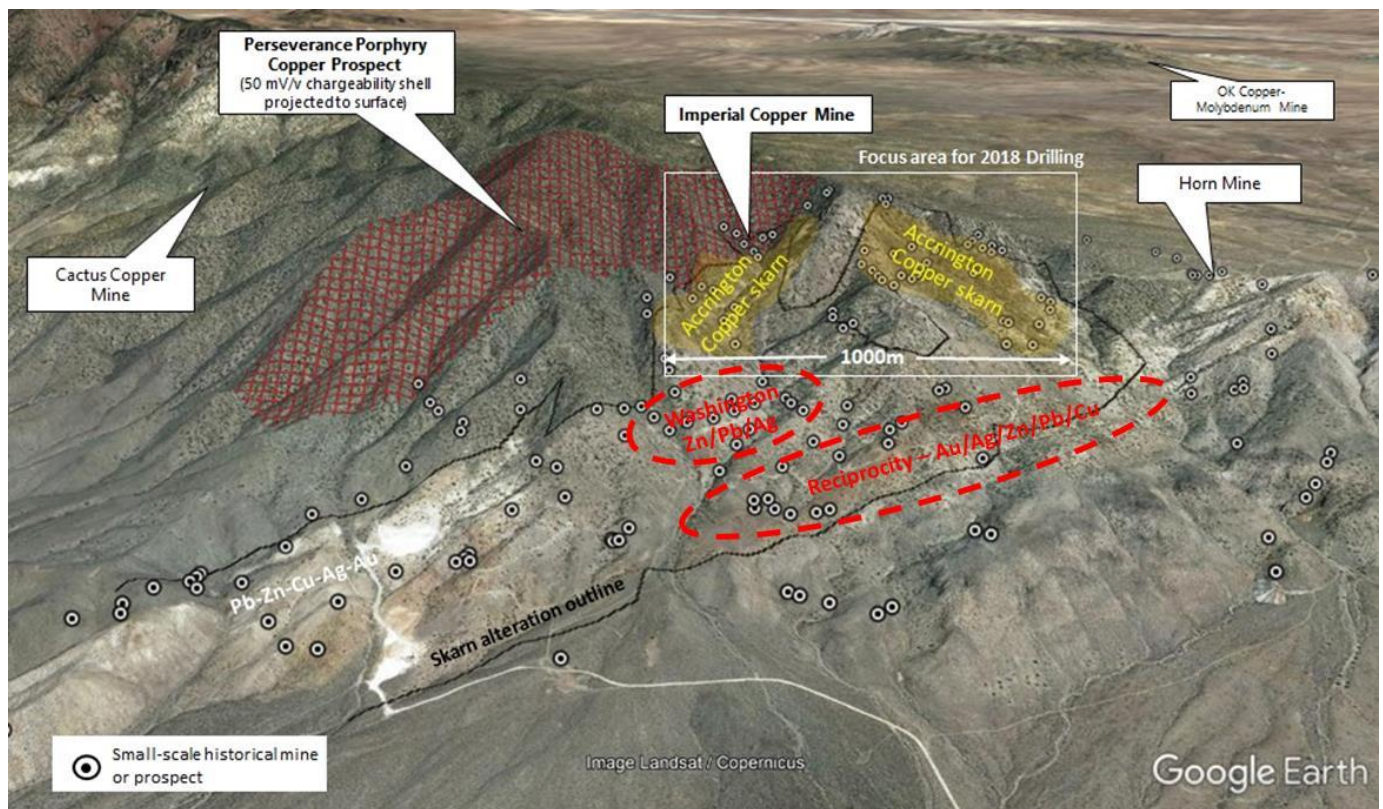 Perseverance Porphyry
Copper Prospect
(50 mV/v chargeability shell
projected to surface)
Imperial Copper Mine
OK Copper-
Molybdenum Mine
Focus area for 2018 Drilling
Horn Mine
Cactus Copper
Mine
Accrington
Copper skarn
Accrington
Copper skarn
1000m
Washington
Zn/Pb/Ag
Reciprocity – Au/Ag/Zn/Pb/Cu
Pb-Zn-Cu-Ag-Au
Skarn alteration outline
Small-scale historical mine
or prospect
Image Landsat / Copernicus
Google Earth